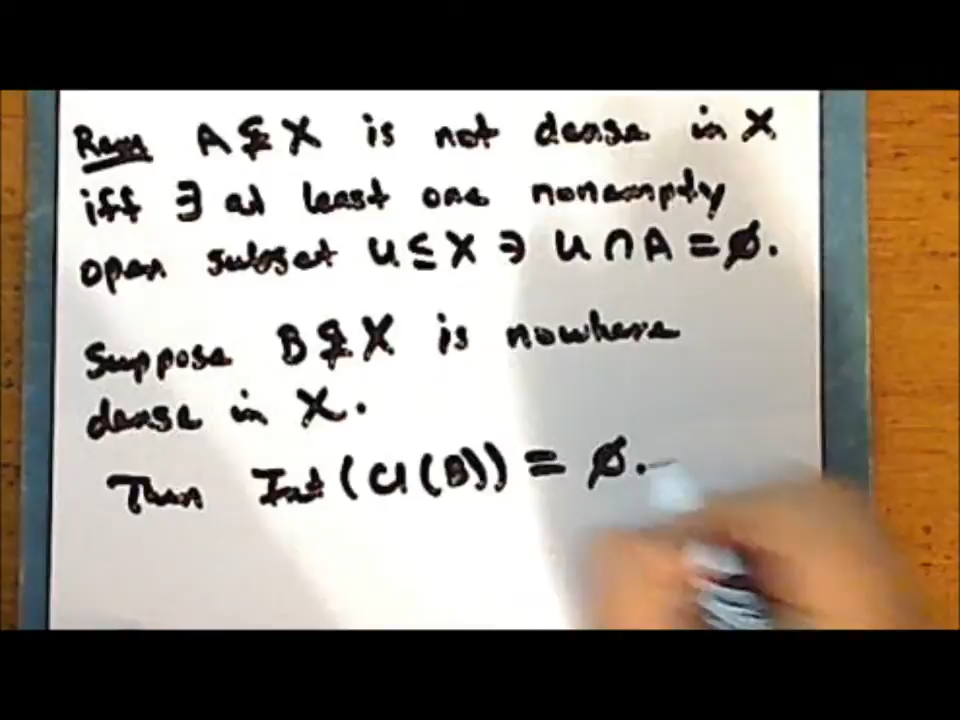 Rem A ⊊ X is not dense in X
iff ∃ at least one nonempty
open subset U ⊆ X ∋ U ∩ A = ∅.
Suppose B ⊊ X is nowhere
dense in X.
Then Int(Cl(B)) = ∅.